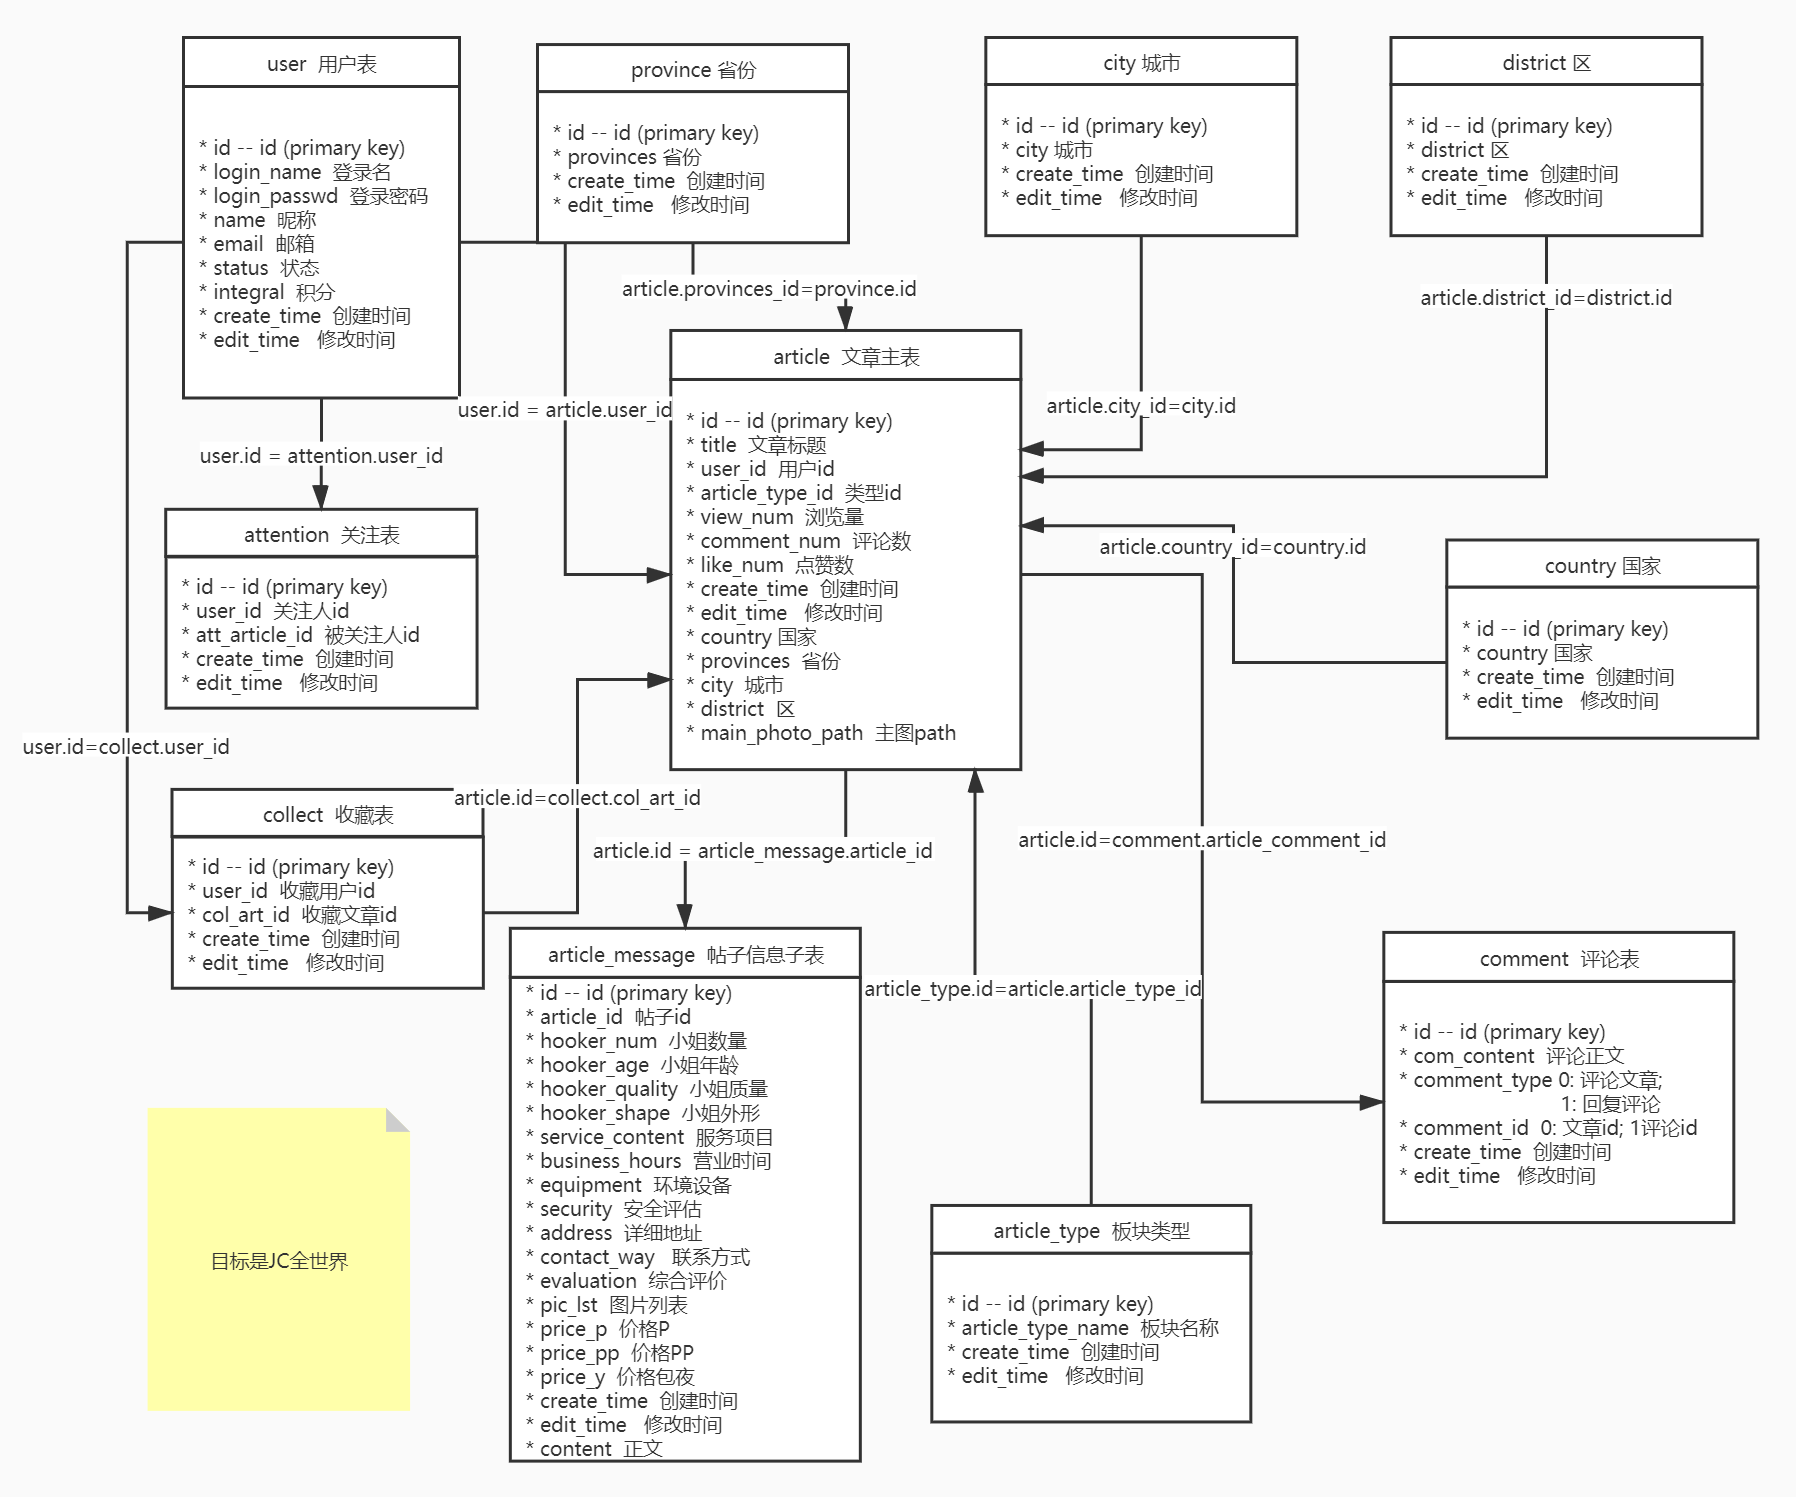 user 用户表
* id -- id (primary key)
* login_name 登录名
* login_passwd 登录密码
* name 昵称
* email 邮箱
* status 状态
* integral 积分
* create_time 创建时间
* edit_time 修改时间
province 省份
* id -- id (primary key)
* provinces 省份
* create_time 创建时间
* edit_time 修改时间
city 城市
* id -- id (primary key)
* city 城市
* create_time 创建时间
* edit_time 修改时间
district 区
* id -- id (primary key)
* district 区
* create_time 创建时间
* edit_time 修改时间
article.provinces_id=province.id
article.district_id=district.id
article.city_id=city.id
user.id = article.user_id
user.id = attention.user_id
article 文章主表
* id -- id (primary key)
* title 文章标题
* user_id 用户id
* article_type_id 类型id
* view_num 浏览量
* comment_num 评论数
* like_num 点赞数
* create_time 创建时间
* edit_time 修改时间
* country 国家
* provinces 省份
* city 城市
* district 区
* main_photo_path 主图path
attention 关注表
* id -- id (primary key)
* user_id 关注人id
* att_article_id 被关注人id
* create_time 创建时间
* edit_time 修改时间
article.country_id=country.id
country 国家
* id -- id (primary key)
* country 国家
* create_time 创建时间
* edit_time 修改时间
user.id=collect.user_id
article.id=collect.col_art_id
collect 收藏表
* id -- id (primary key)
* user_id 收藏用户id
* col_art_id 收藏文章id
* create_time 创建时间
* edit_time 修改时间
article.id = article_message.article_id
article.id=comment.article_comment_id
article_message 帖子信息子表
* id -- id (primary key)
* article_id 帖子id
* hooker_num 小姐数量
* hooker_age 小姐年龄
* hooker_quality 小姐质量
* hooker_shape 小姐外形
* service_content 服务项目
* business_hours 营业时间
* equipment 环境设备
* security 安全评估
* address 详细地址
* contact_way 联系方式
* evaluation 综合评价
* pic_lst 图片列表
* price_p 价格P
* price_pp 价格PP
* price_y 价格包夜
* create_time 创建时间
* edit_time 修改时间
* content 正文
article_type.id=article.article_type_id
comment 评论表
* id -- id (primary key)
* com_content 评论正文
* comment_type 0: 评论文章;
1: 回复评论
* comment_id 0: 文章id; 1评论id
* create_time 创建时间
* edit_time 修改时间
article_type 板块类型
* id -- id (primary key)
* article_type_name 板块名称
* create_time 创建时间
* edit_time 修改时间
目标是JC全世界